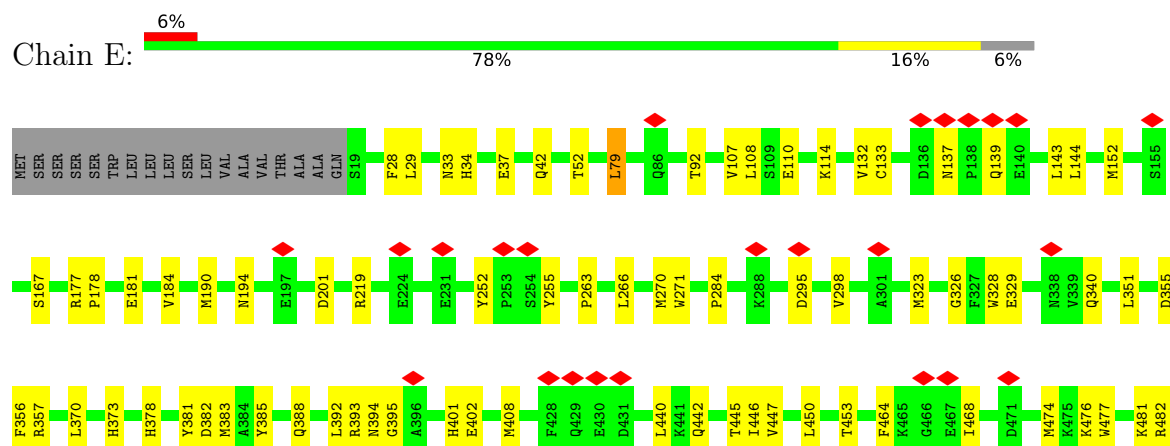 6%
Chain E:
78% 16% 6%
MET SER SER SER SER TRP LEU LEU LEU SER LEU VAL ALA VAL THR ALA ALA GLN S19 F28 L29 N33 H34 E37 Q42 T52 L79 Q86 T92 V107 L108 S109 E110 K114 V132 C133 D136 N137 P138 Q139 E140 L143 L144 M152 S155
S167 R177 P178 E181 V184 M190 N194 E197 D201 R219 E224 E231 Y252 P253 S254 Y255 P263 L266 M270 W271 P284 K288 D295 V298 A301 M323 G326 F327 W328 E329 N338 V339 Q340 L351 D355
F356 R357 L370 H373 H378 Y381 D382 M383 A384 Y385 Q388 L392 R393 N394 G395 A396 H401 E402 M408 F428 Q429 E430 D431 L440 K441 Q442 T445 I446 V447 L450 T453 F464 K465 G466 E467 I468 D471 M474 K475 K476 W477 K481 R482